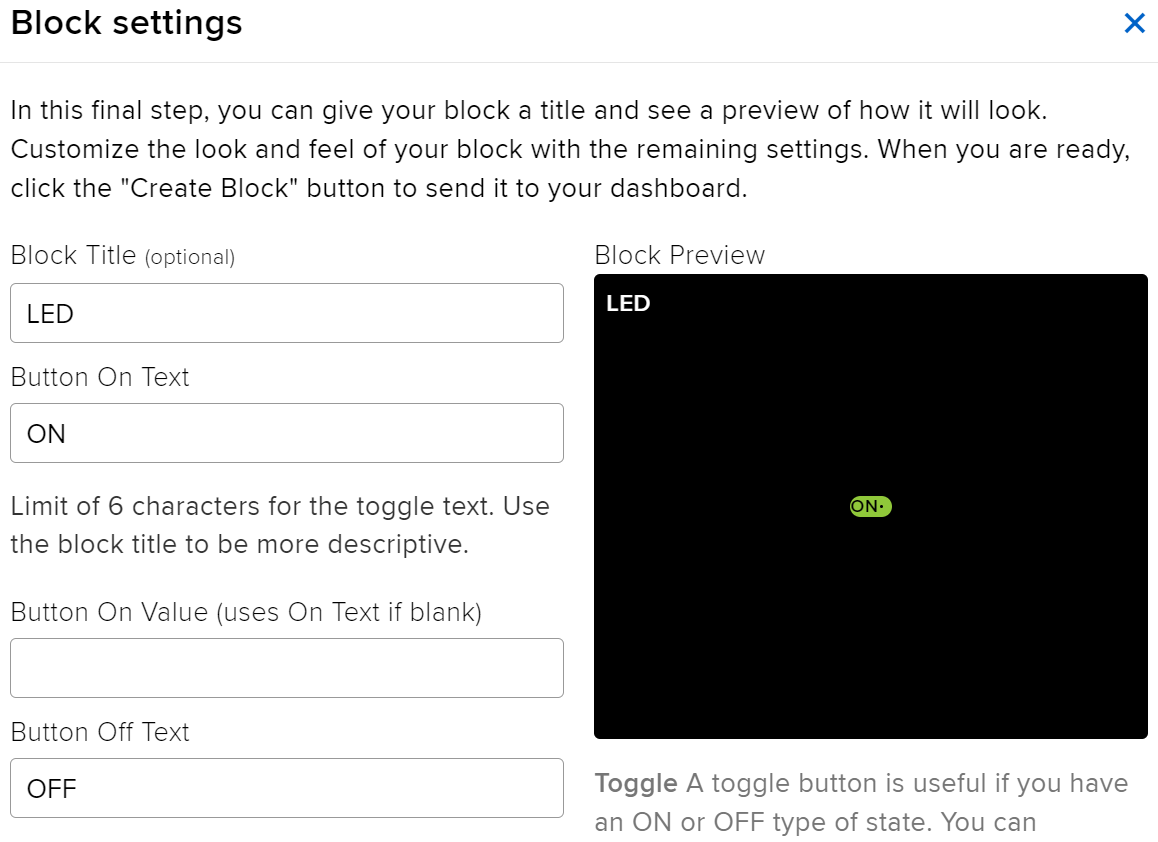 Block settings
In this final step, you can give your block a title and see a preview of how it will look.
Customize the look and feel of your block with the remaining settings. When you are ready,
click the "Create Block" button to send it to your dashboard.
Block Title (optional)
LED
Button On Text
ON
Limit of 6 characters for the toggle text. Use
the block title to be more descriptive.
Button On Value (uses On Text if blank)
Button Off Text
OFF
Block Preview
LED
ON
Toggle A toggle button is useful if you have
an ON or OFF type of state. You can